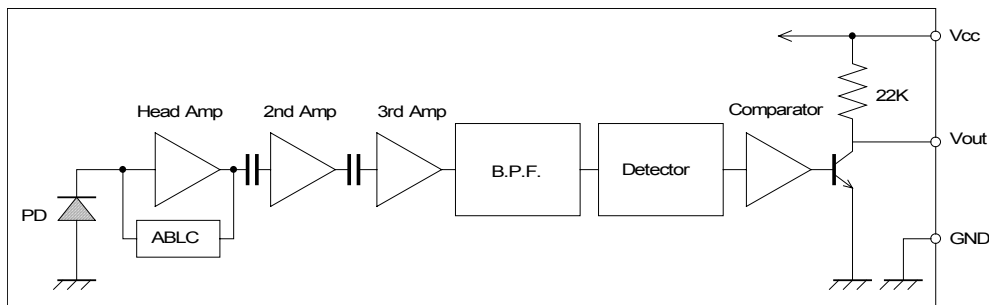 Vcc
22K
Head Amp
2nd Amp
3rd Amp
Comparator
Vout
B.P.F.
Detector
PD
ABLC
GND